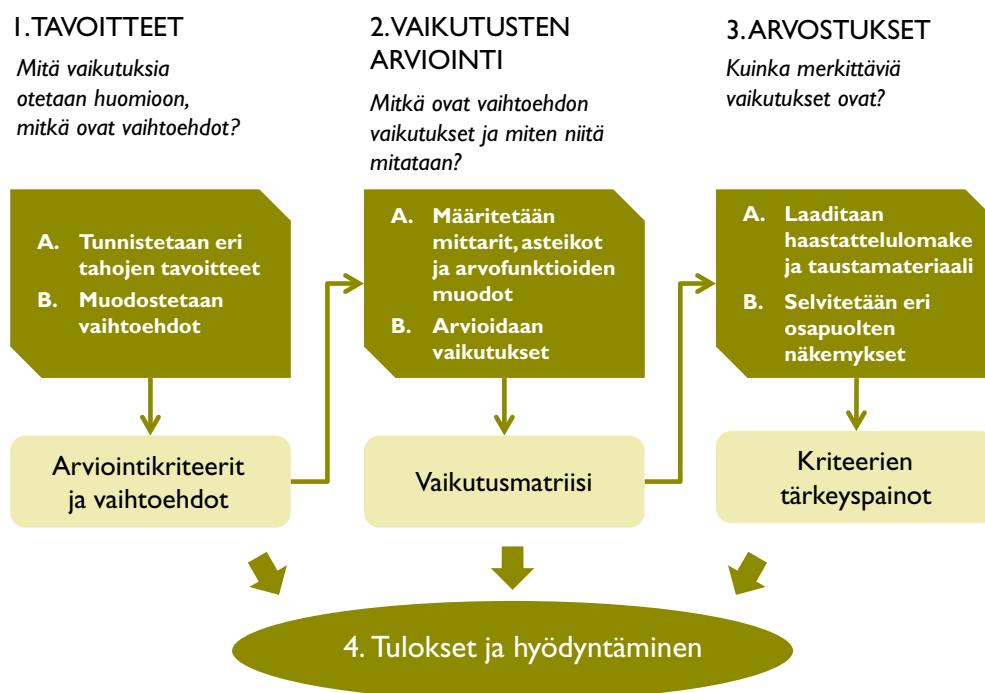 1. TAVOITTEET
Mitä vaikutuksia
otetaan huomioon,
mitkä ovat vaihtoehdot?
A. Tunnistetaan eri
tahojen tavoitteet
B. Muodostetaan
vaihtoehdot
Arviointikriteerit
ja vaihtoehdot
2. VAIKUTUSTEN
ARVIOINTI
Mitkä ovat vaihtoehdon
vaikutukset ja miten niitä
mitataan?
A. Määritetään
mittarit, asteikot
ja arvofunktioiden
muodot
B. Arvioidaan
vaikutukset
Vaikutusmatriisi
3. ARVOSTUKSET
Kuinka merkittäviä
vaikutukset ovat?
A. Laaditaan
haastattelulomake
ja taustamateriaali
B. Selvitetään eri
osapuolten
näkemykset
Kriteerien
tärkeyspainot
4. Tulokset ja hyödyntäminen